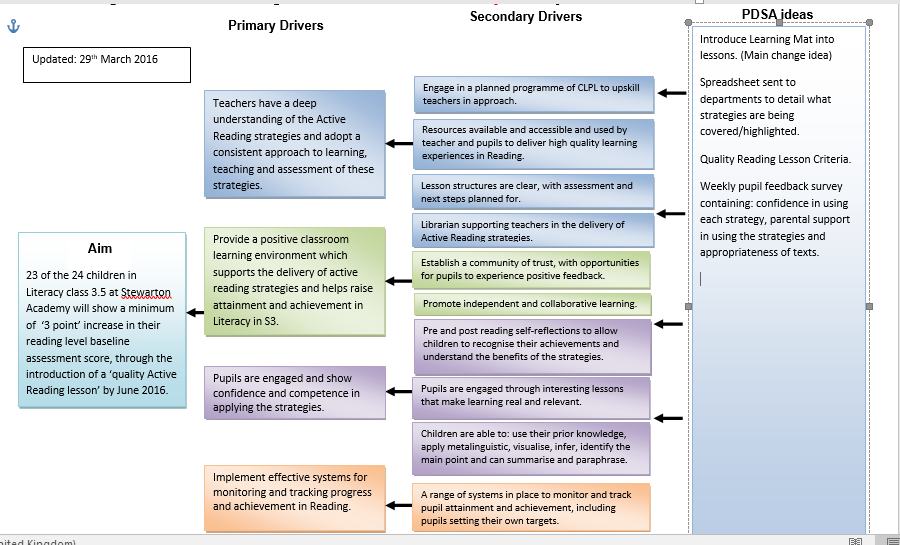 Primary Drivers
Secondary Drivers
PDSA ideas
Updated: 29th March 2016
Aim
23 of the 24 children in
Literacy class 3.5 at Stewarton
Academy will show a minimum
of ‘3 point’ increase in their
reading level baseline
assessment score, through the
introduction of a ‘quality Active
Reading lesson’ by June 2016.
Teachers have a deep
understanding of the Active
Reading strategies and adopt a
consistent approach to learning,
teaching and assessment of these
strategies.
Provide a positive classroom
learning environment which
supports the delivery of active
reading strategies and helps raise
attainment and achievement in
Literacy in S3.
Pupils are engaged and show
confidence and competence in
applying the strategies.
Implement effective systems for
monitoring and tracking progress
and achievement in Reading.
Engage in a planned programme of CLPL to upskill
teachers in approach.
Resources available and accessible and used by
teacher and pupils to deliver high quality learning
experiences in Reading.
Lesson structures are clear, with assessment and
next steps planned for.
Librarian supporting teachers in the delivery of
Active Reading strategies.
Establish a community of trust, with opportunities
for pupils to experience positive feedback.
Promote independent and collaborative learning.
Pre and post reading self-reflections to allow
children to recognise their achievements and
understand the benefits of the strategies.
Pupils are engaged through interesting lessons
that make learning real and relevant.
Children are able to: use their prior knowledge,
apply metalinguistic, visualise, infer, identify the
main point and can summarise and paraphrase.
A range of systems in place to monitor and track
pupil attainment and achievement, including
pupils setting their own targets.
Introduce Learning Mat into
lessons. (Main change idea)
Spreadsheet sent to
departments to detail what
strategies are being
covered/highlighted.
Quality Reading Lesson Criteria.
Weekly pupil feedback survey
containing: confidence in using
each strategy, parental support
in using the strategies and
appropriateness of texts.